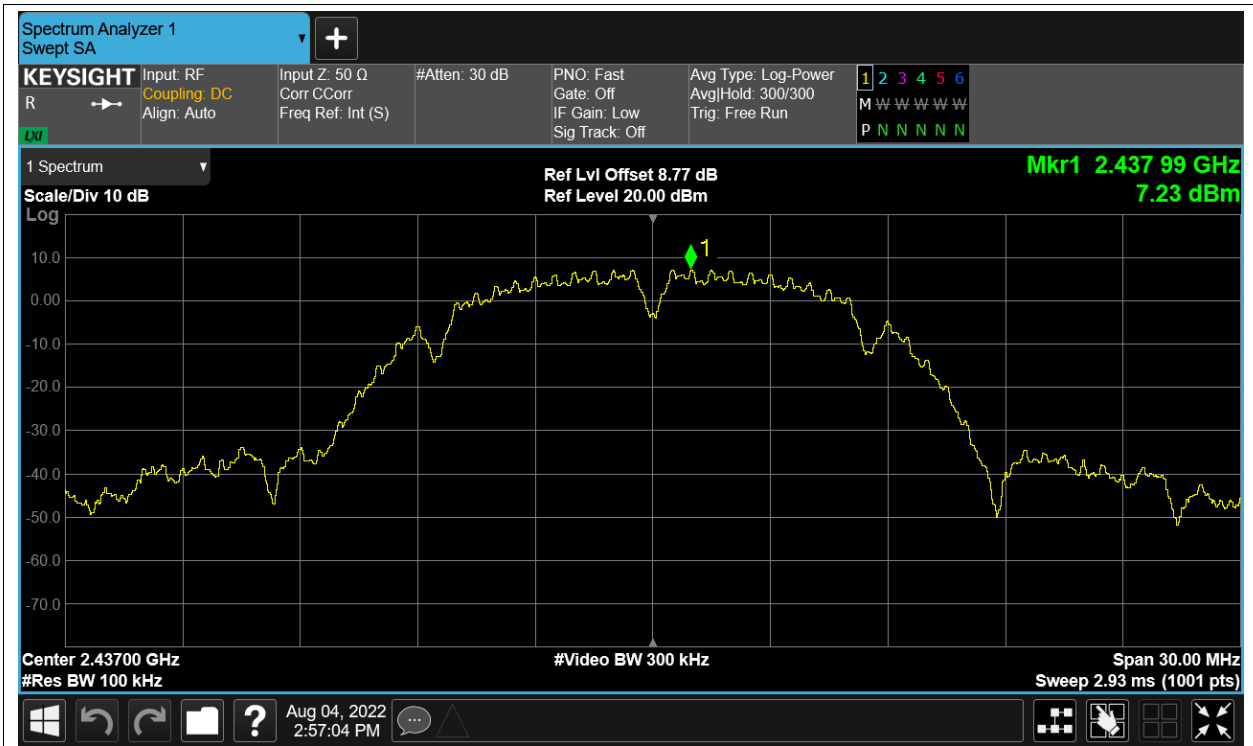 Spectrum Analyzer 1
Swept SA
+
KEYSIGHT
R
LXI
Input: RF
Coupling: DC
Align: Auto
Input Z: 50 Ω
Corr CCorr
Freq Ref: Int (S)
#Atten: 30 dB
PNO: Fast
Gate: Off
IF Gain: Low
Sig Track: Off
Avg Type: Log-Power
Avg|Hold: 300/300
Trig: Free Run
1 2 3 4 5 6
M W W W W W
P N N N N N
1 Spectrum
Scale/Div 10 dB
Ref Lvl Offset 8.77 dB
Ref Level 20.00 dBm
Mkr1 2.437 99 GHz
7.23 dBm
Log
1
10.0
0.00
-10.0
-20.0
-30.0
-40.0
-50.0
-60.0
-70.0
Center 2.43700 GHz
#Video BW 300 kHz
Span 30.00 MHz
#Res BW 100 kHz
Sweep 2.93 ms (1001 pts)
?
Aug 04, 2022
2:57:04 PM